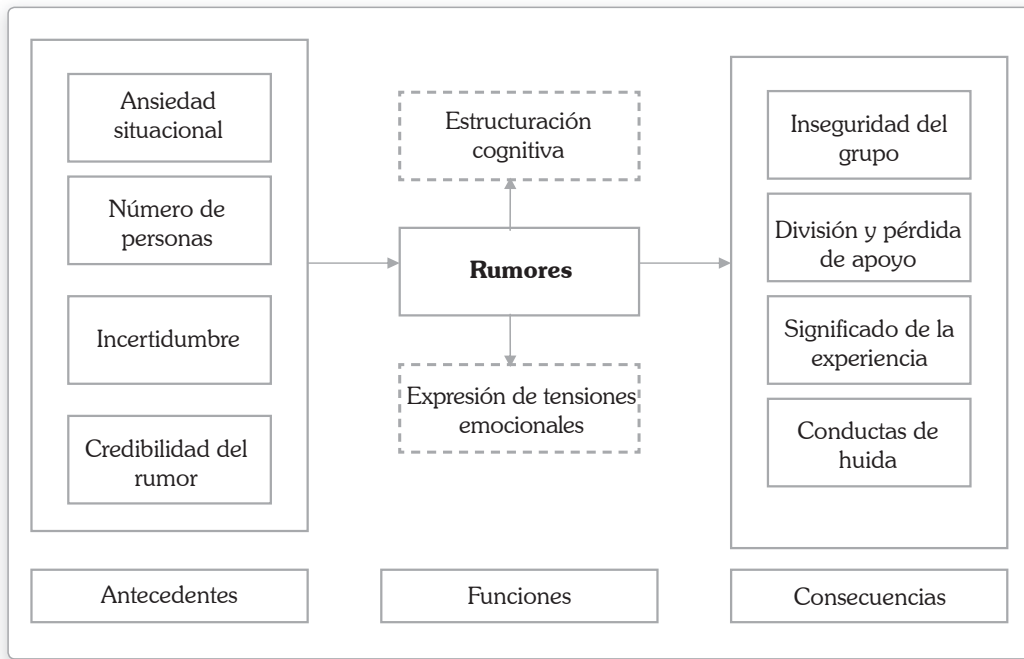 Ansiedad
situacional
Número de
personas
Incertidumbre
Credibilidad del
rumor
Estructuración
cognitiva
Rumores
Expresión de tensiones
emocionales
Inseguridad del
grupo
División y pérdida
de apoyo
Significado de la
experiencia
Conductas de
huida
Antecedentes
Funciones
Consecuencias